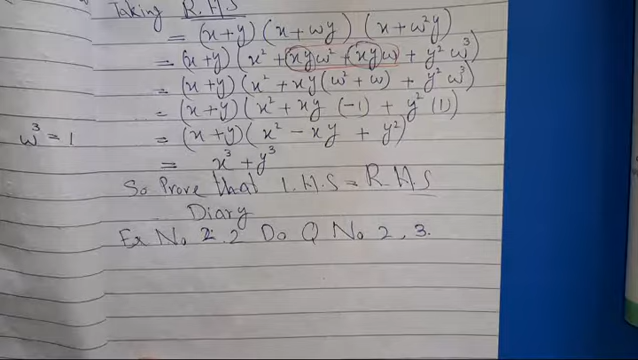 Taking R.H.S
= (x+y) (x+ωy) (x+ω²y)
= (x+y) (x² + xyω² + xyω + y²ω³)
= (x+y) (x² + xy(ω² + ω) + y²ω³)
= (x+y) (x² + xy (-1) + y² (1))
ω³ = 1 = (x+y) (x² - xy + y²)
= x³ + y³
So Prove that L.H.S = R.H.S
Diary
Ex No 2.2 Do Q No 2, 3.